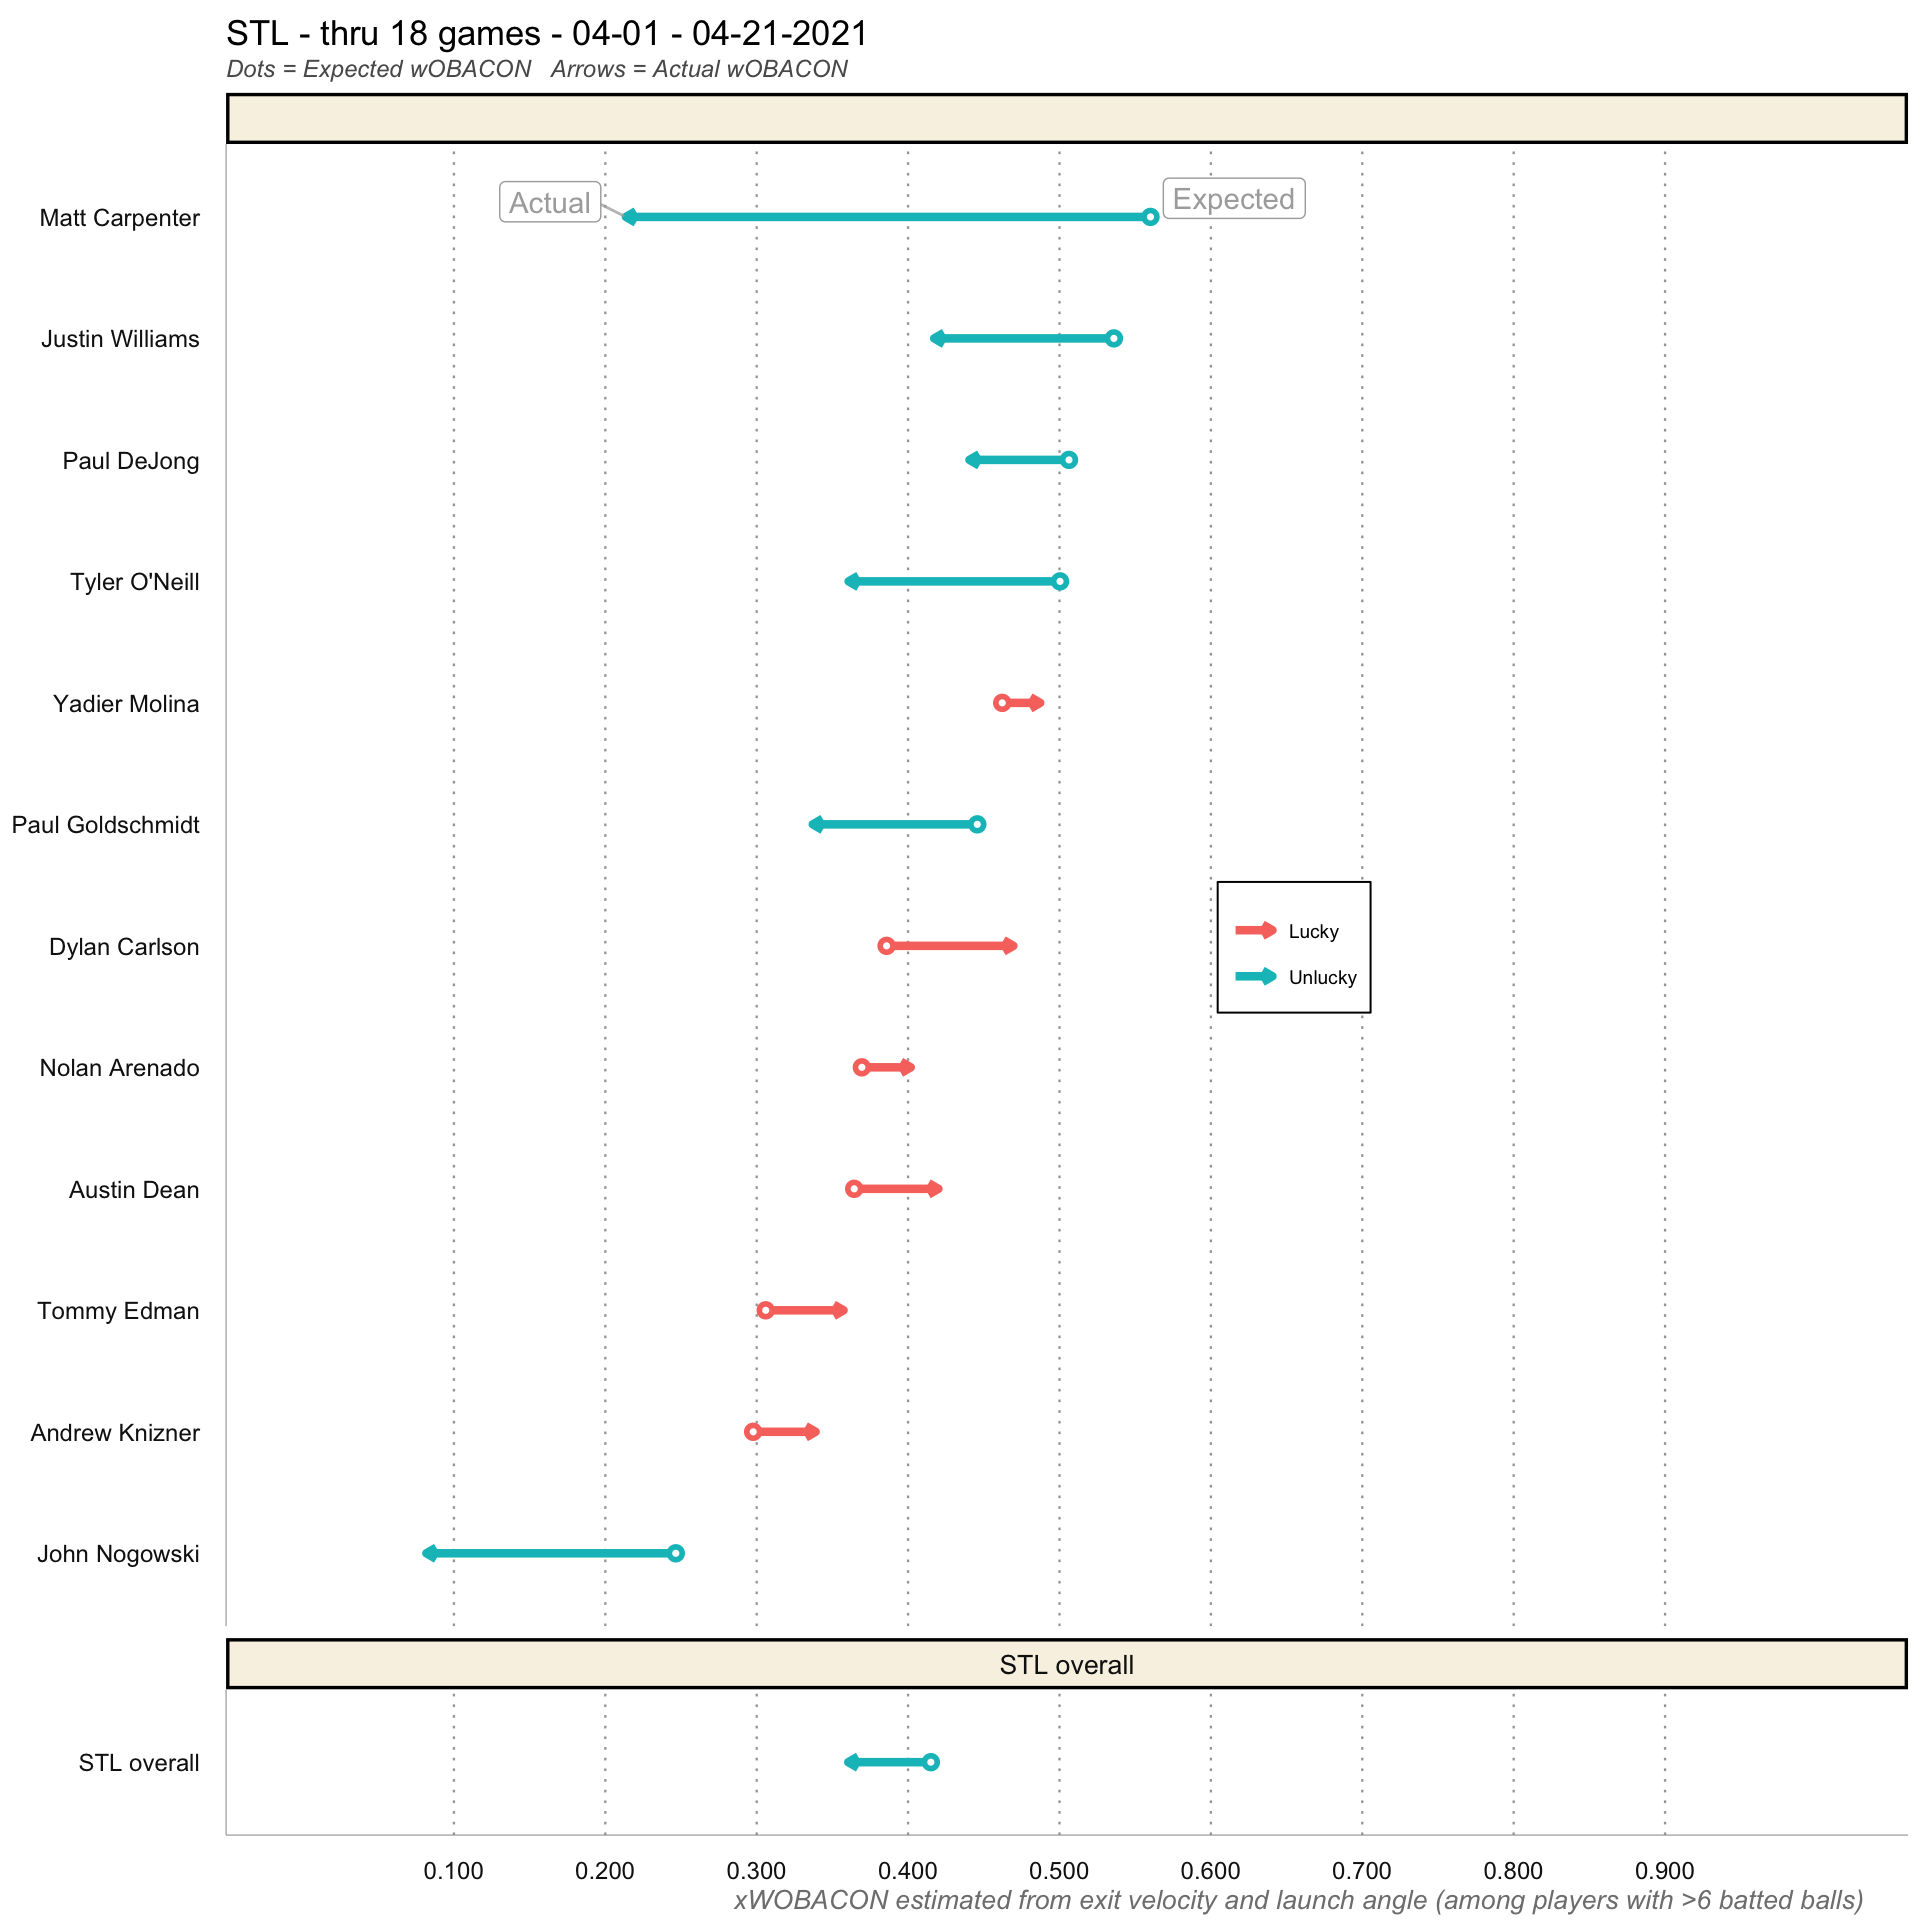 STL - thru 18 games - 04-01 - 04-21-2021
Dots = Expected wOBACON   Arrows = Actual wOBACON
Actual
Expected
Matt Carpenter
Justin Williams
Paul DeJong
Tyler O'Neill
Yadier Molina
Paul Goldschmidt
Dylan Carlson
Nolan Arenado
Austin Dean
Tommy Edman
Andrew Knizner
John Nogowski
Lucky
Unlucky
STL overall
STL overall
0.100 0.200 0.300 0.400 0.500 0.600 0.700 0.800 0.900
xWOBACON estimated from exit velocity and launch angle (among players with >6 batted balls)